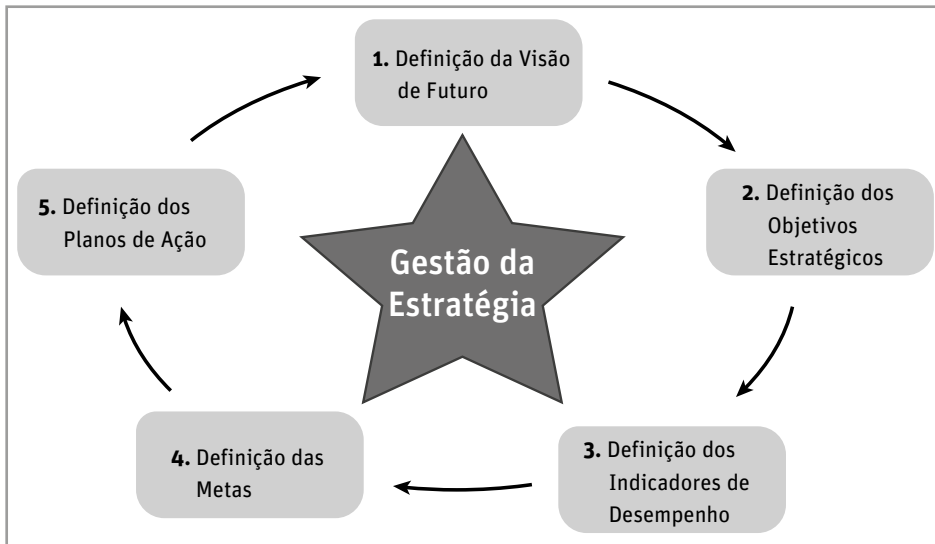 1. Definição da Visão
de Futuro
2. Definição dos
Objetivos
Estratégicos
3. Definição dos
Indicadores de
Desempenho
4. Definição das
Metas
5. Definição dos
Planos de Ação
Gestão da
Estratégia